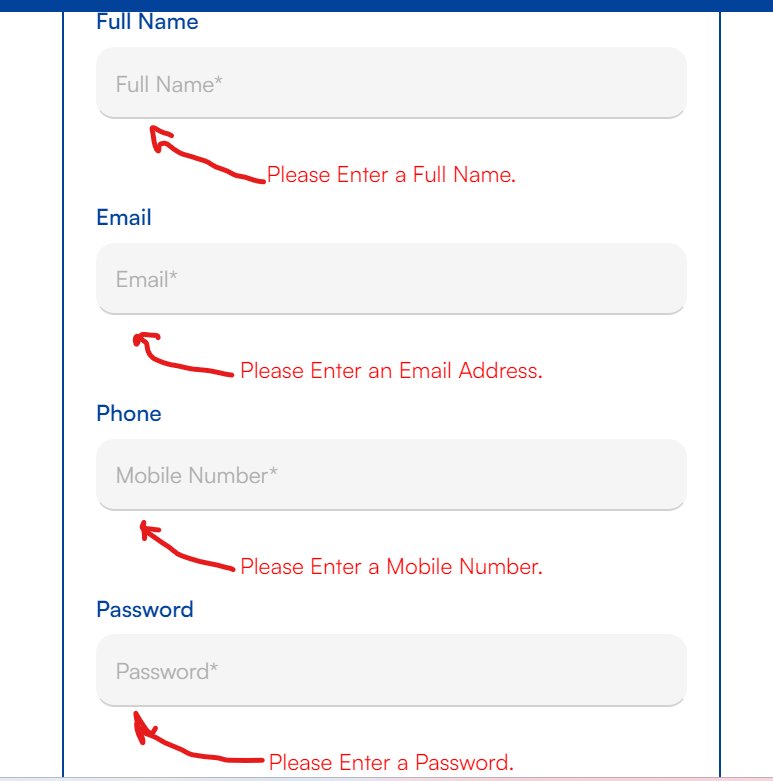 Full Name
Full Name*
Please Enter a Full Name.
Email
Email*
Please Enter an Email Address.
Phone
Mobile Number*
Please Enter a Mobile Number.
Password
Password*
Please Enter a Password.